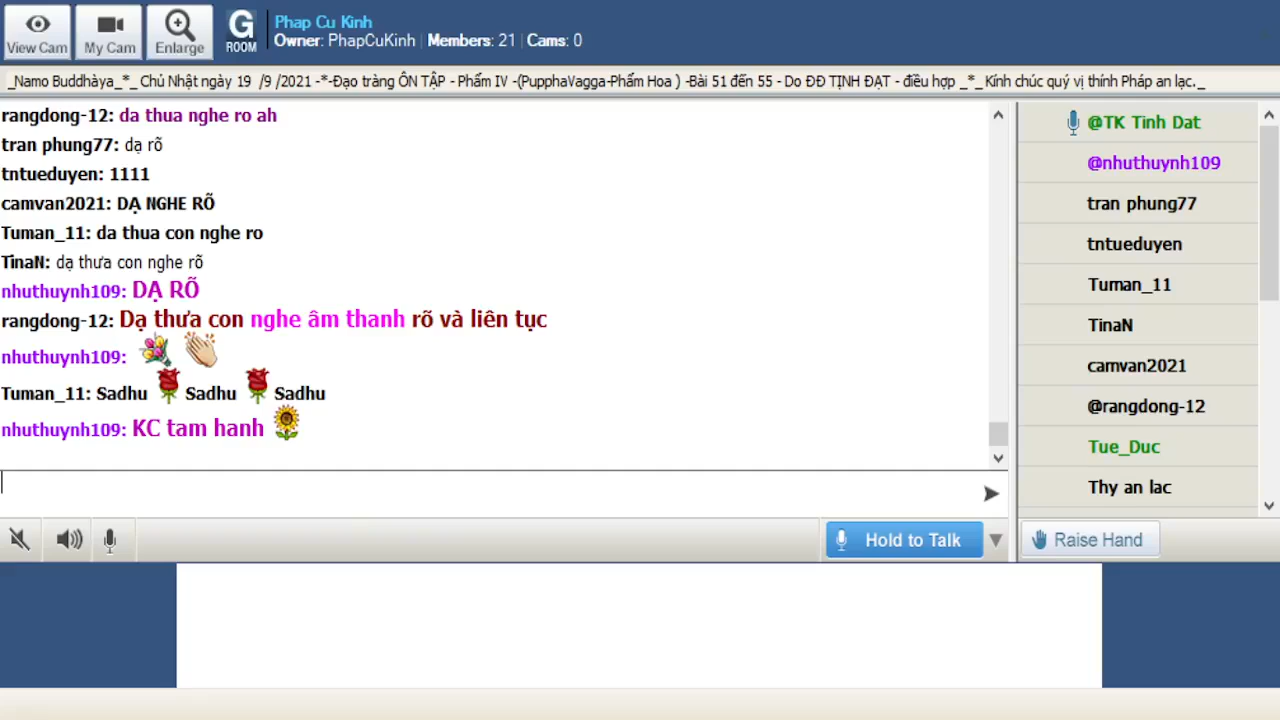 View Cam
My Cam
Enlarge
G
ROOM
Phap Cu Kinh
Owner: PhapCuKinh | Members: 21 | Cams: 0
_Namo Buddhàya_*_ Chủ Nhật ngày 19 /9 /2021 -*-Đạo tràng ÔN TẬP - Phẩm IV -(PupphaVagga-Phẩm Hoa ) -Bài 51 đến 55 - Do ĐĐ TỊNH ĐẠT - điều hợp _*_ Kính chúc quý vị thính Pháp an lạc._
rangdong-12: da thua nghe ro ah
tran phung77: dạ rõ
tntueduyen: 1111
camvan2021: DẠ NGHE RÕ
Tuman_11: da thua con nghe ro
TinaN: dạ thưa con nghe rõ
nhuthuynh109: DẠ RÕ
rangdong-12: Dạ thưa con nghe âm thanh rõ và liên tục
nhuthuynh109:
Tuman_11: Sadhu Sadhu Sadhu
nhuthuynh109: KC tam hanh
@TK Tinh Dat
@nhuthuynh109
tran phung77
tntueduyen
Tuman_11
TinaN
camvan2021
@rangdong-12
Tue_Duc
Thy an lac
Hold to Talk
Raise Hand